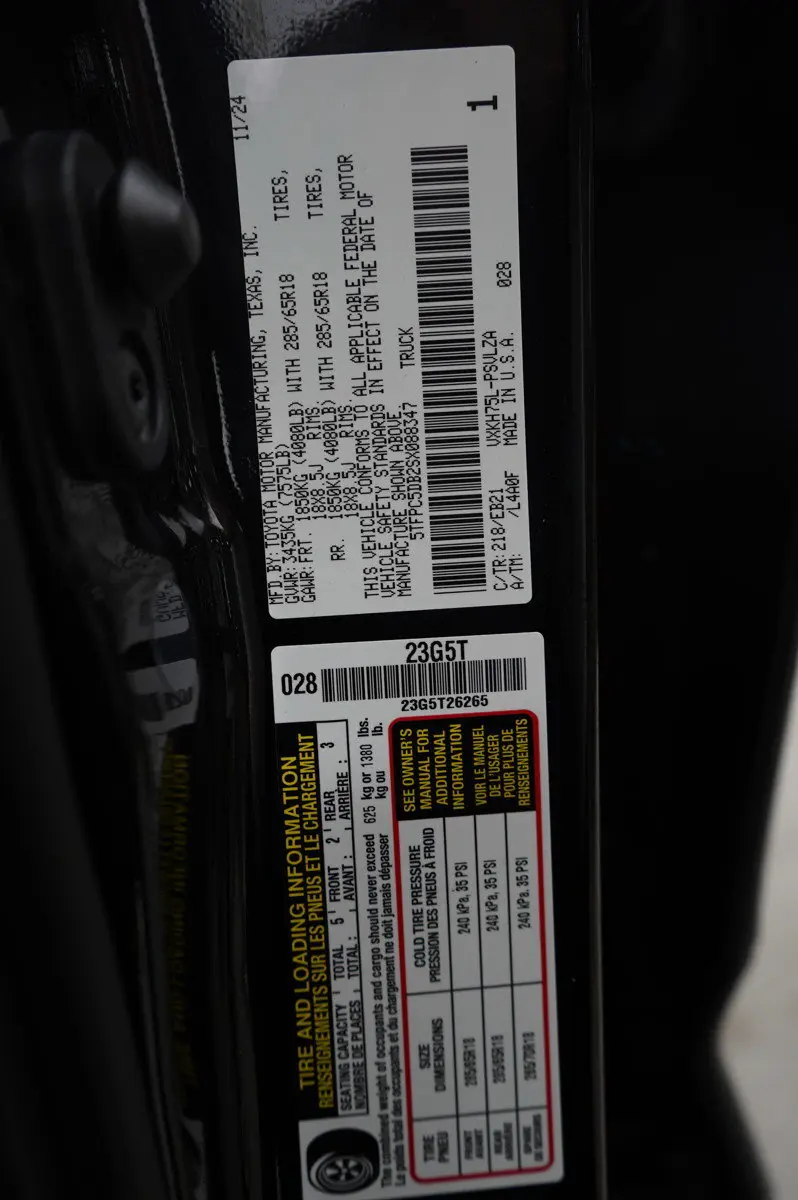 11/24
MFD.BY:TOYOTA MOTOR MANUFACTURING, TEXAS, INC.
GVWR:3435KG(7575LB)
GAWR:FRT. 1850KG(4080LB) WITH 285/65R18 TIRES,
18X8.5J RIMS.
RR. 1850KG(4080LB) WITH 285/65R18 TIRES,
18X8.5J RIMS
THIS VEHICLE CONFORMS TO ALL APPLICABLE FEDERAL MOTOR
VEHICLE SAFETY STANDARDS IN EFFECT ON THE DATE OF
MANUFACTURE SHOWN ABOVE.
5TFPC5DB2SX088347 TRUCK
1
C/TR:218/EB21 VXKH75L-PSVLZA
A/TM: /L4A0F MADE IN U.S.A. 028
23G5T
028
23G5T26265
TIRE AND LOADING INFORMATION
RENSEIGNEMENTS SUR LES PNEUS ET LE CHARGEMENT
SEATING CAPACITY TOTAL 5 FRONT 2 REAR 3
NOMBRE DE PLACES TOTAL: AVANT: ARRIÈRE:
The combined weight of occupants and cargo should never exceed 625 kg or 1380 lbs.
Le poids total des occupants et du chargement ne doit jamais dépasser kg ou lb.
TIRE SIZE COLD TIRE PRESSURE
PNEU DIMENSIONS PRESSION DES PNEUS À FROID
FRONT
AVANT 285/65R18 240 kPa, 35 PSI
REAR
ARRIÈRE 285/65R18 240 kPa, 35 PSI
SPARE
DE SECOURS 265/70R18 240 kPa, 35 PSI
SEE OWNER'S
MANUAL FOR
ADDITIONAL
INFORMATION
VOIR LE MANUEL
DE L'USAGER
POUR PLUS DE
RENSEIGNEMENTS